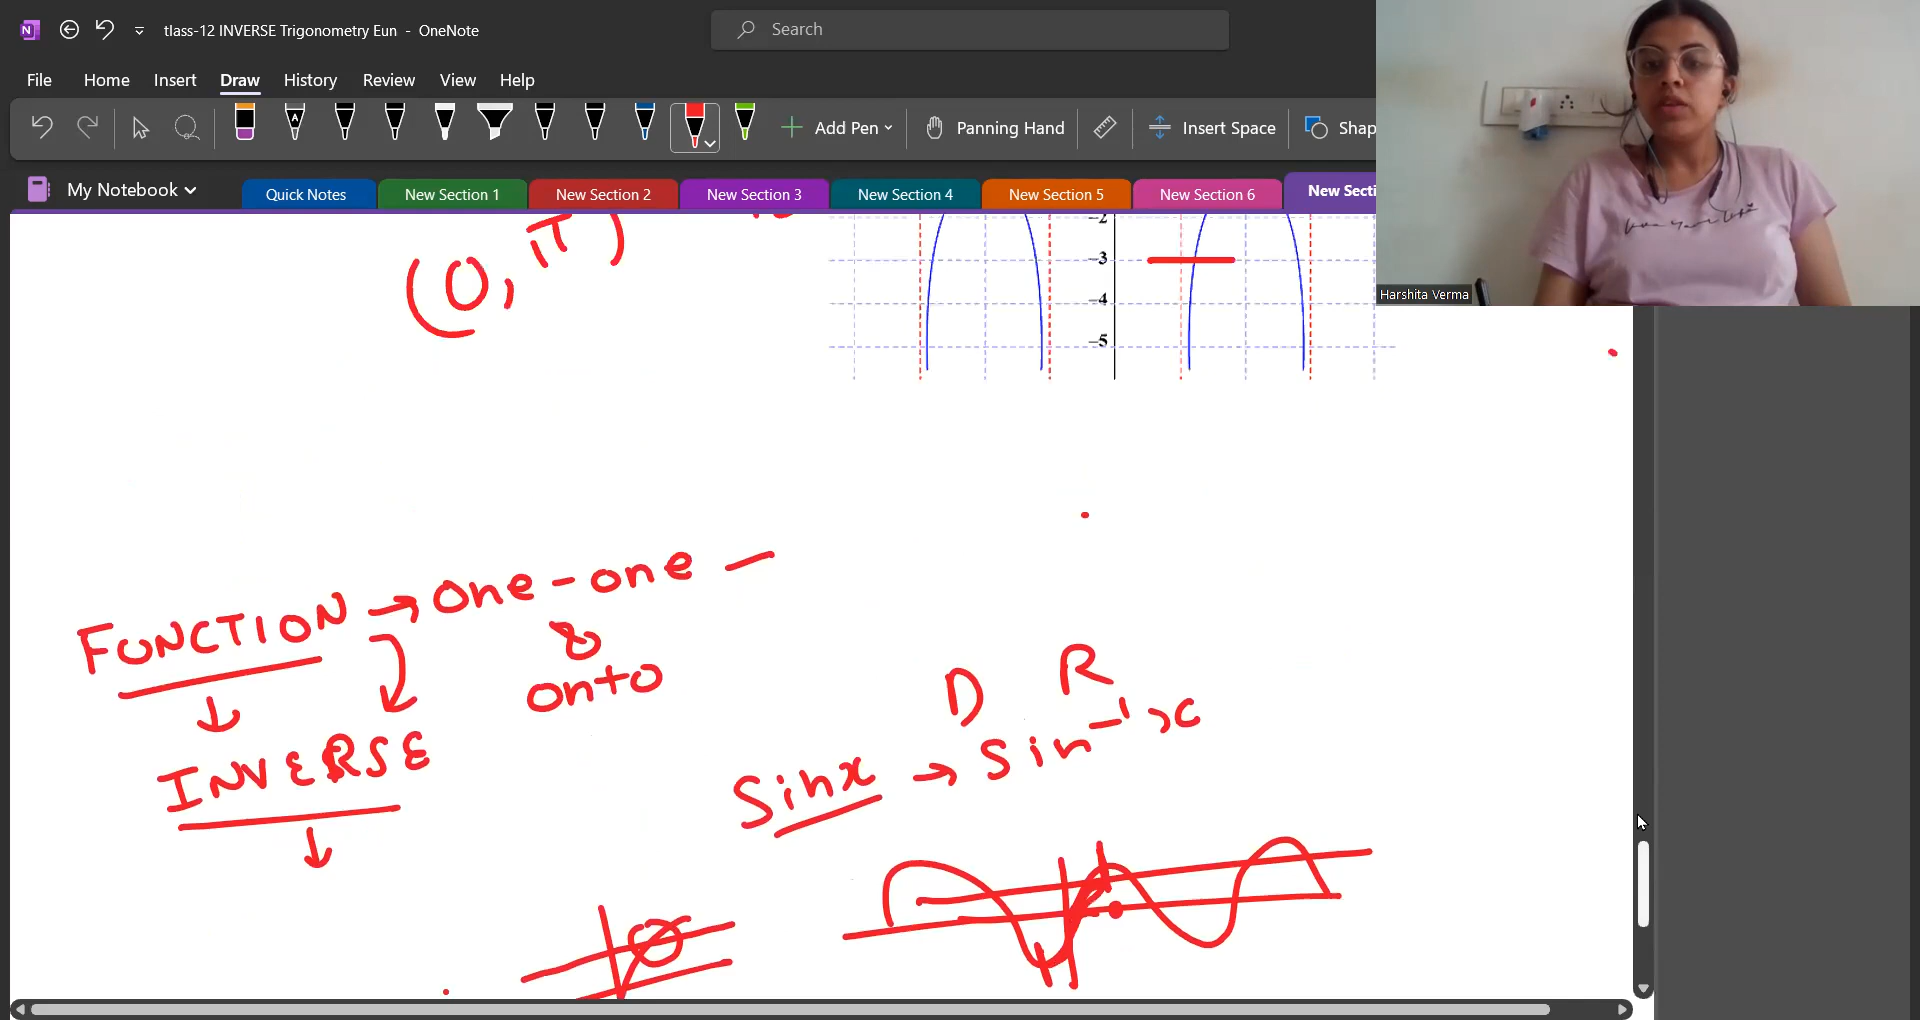 tlass-12 INVERSE Trigonometry Eun - OneNote
Search
File Home Insert Draw History Review View Help
Add Pen Panning Hand Insert Space Shap
My Notebook Quick Notes New Section 1 New Section 2 New Section 3 New Section 4 New Section 5 New Section 6 New Secti
Harshita Verma
(0, π)
-2
-3
-4
-5
FUNCTION → one-one -
&
onto
INVERSE
D R
Sinx → Sin⁻¹ x